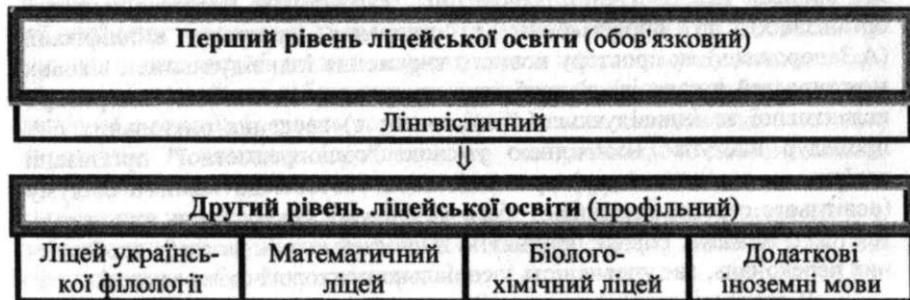 Перший рівень ліцейської освіти (обов'язковий)
Лінгвістичний
⇓
Другий рівень ліцейської освіти (профільний)
Ліцей українсь-
кої філології
Математичний
ліцей
Біолого-
хімічний ліцей
Додаткові
іноземні мови